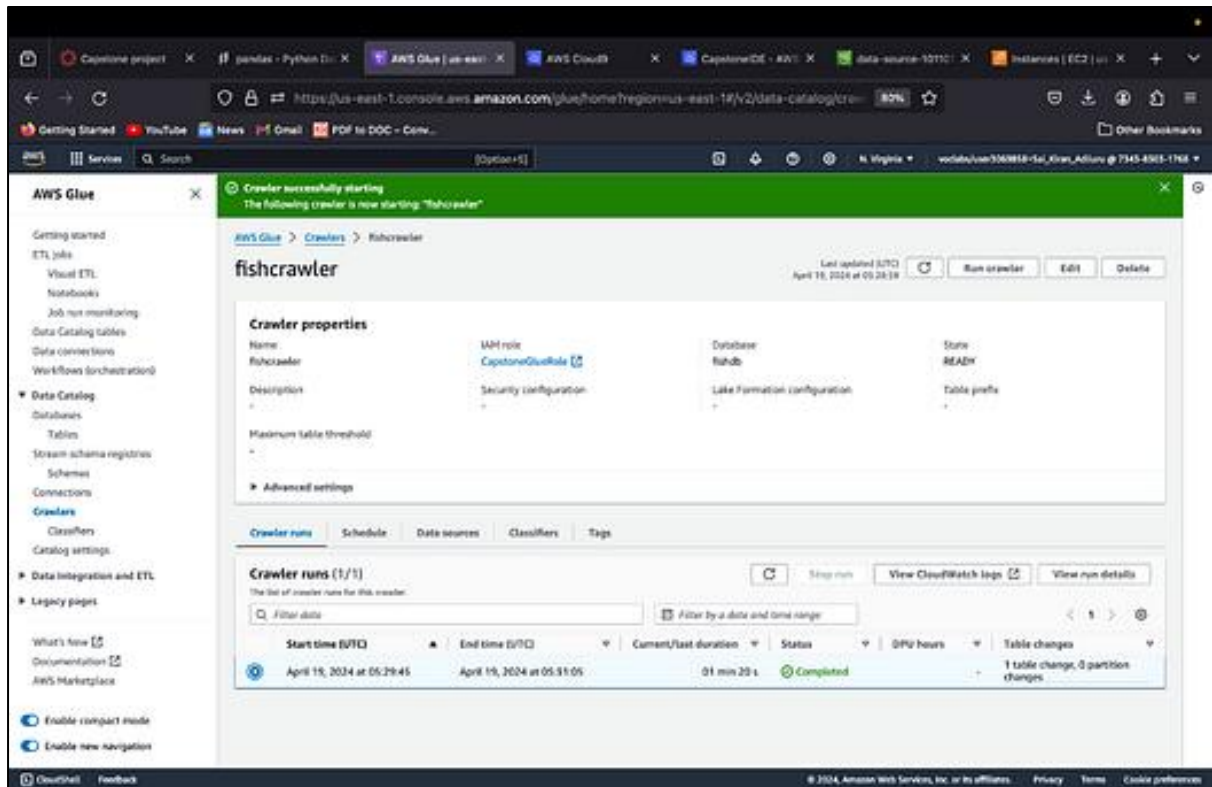 Capstone project
pandas - Python Da
AWS Glue | us-east
AWS Cloud9
CapstoneIDE - AWS
data-source-10110
Instances | EC2 | us
https://us-east-1.console.aws.amazon.com/glue/home?region=us-east-1#/v2/data-catalog/craw
80%
Getting Started
YouTube
News
Gmail
PDF to DOC – Conv...
Other Bookmarks
aws
Services
Search
[Option+S]
N. Virginia
AWS Glue
Crawler successfully starting
The following crawler is now starting: "fishcrawler"
Getting started
ETL jobs
Visual ETL
Notebooks
Job run monitoring
Data Catalog tables
Data connections
Workflows (orchestration)
Data Catalog
Databases
Tables
Stream schema registries
Schemas
Connections
Crawlers
Classifiers
Catalog settings
Data Integration and ETL
Legacy pages
What's New
Documentation
AWS Marketplace
Enable compact mode
Enable new navigation
AWS Glue > Crawlers > fishcrawler
fishcrawler
Last updated (UTC)
April 19, 2024 at
Run crawler
Edit
Delete
Crawler properties
Name
IAM role
Database
State
fishcrawler
CapstoneGlueRole
fishdb
READY
Description
Security configuration
Lake Formation configuration
Table prefix
-
-
-
-
Maximum table threshold
-
Advanced settings
Crawler runs
Schedule
Data sources
Classifiers
Tags
Crawler runs (1/1)
The list of crawler runs for this crawler.
Stop run
View CloudWatch logs
View run details
Filter data
Filter by a date and time range
1
Start time (UTC)
End time (UTC)
Current/last duration
Status
DPU hours
Table changes
April 19, 2024 at 05:29:45
April 19, 2024 at 05:31:05
01 min 20 s
Completed
-
1 table change, 0 partition
changes
CloudShell
Feedback
© 2024, Amazon Web Services, Inc. or its affiliates.
Privacy
Terms
Cookie preferences